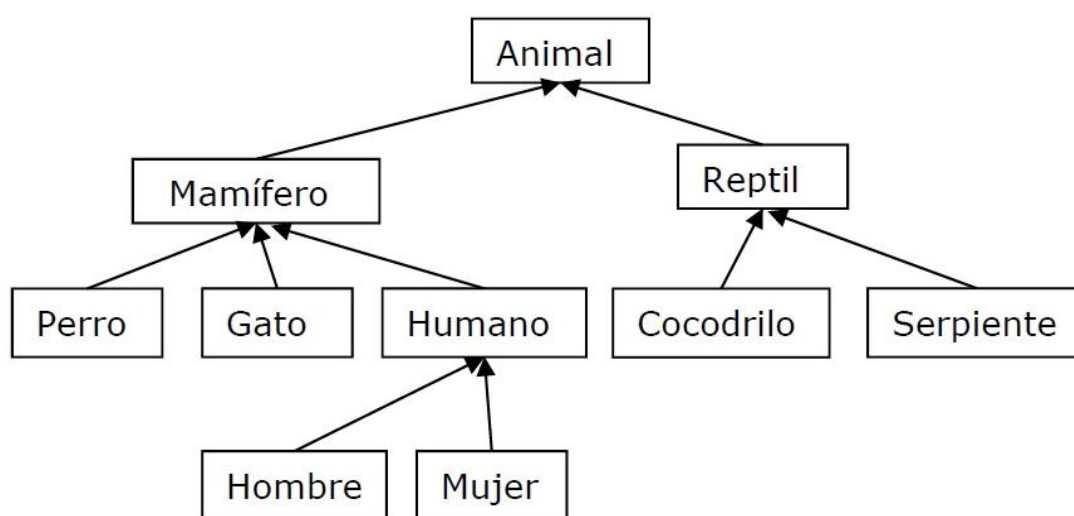 Animal
Mamífero
Reptil
Perro
Gato
Humano
Cocodrilo
Serpiente
Hombre
Mujer